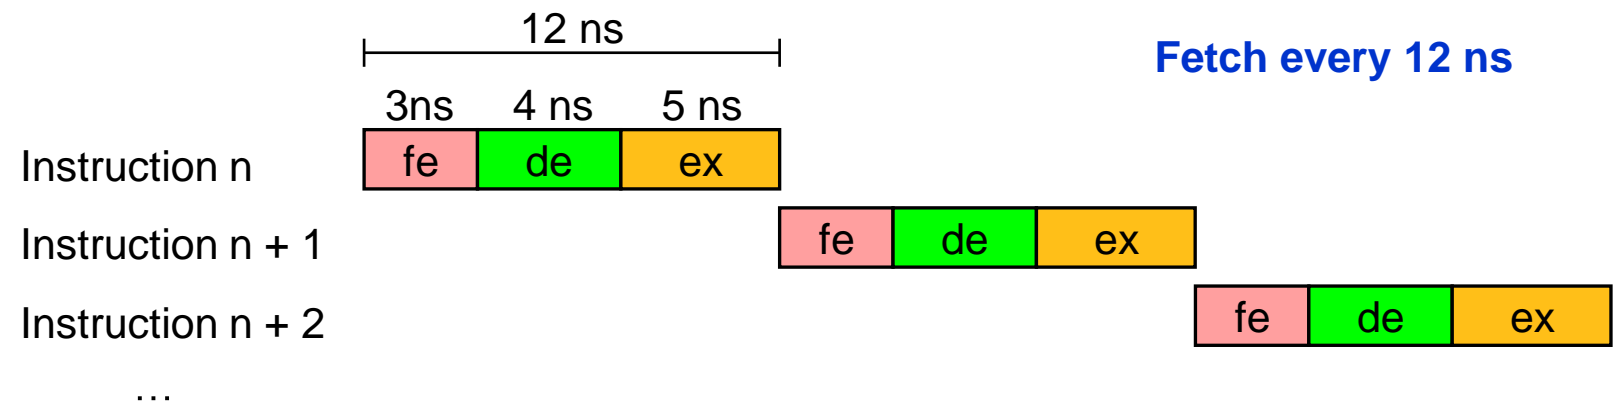 12 ns
Fetch every 12 ns
3ns 4 ns 5 ns
Instruction n fe de ex
Instruction n + 1 fe de ex
Instruction n + 2 fe de ex
...